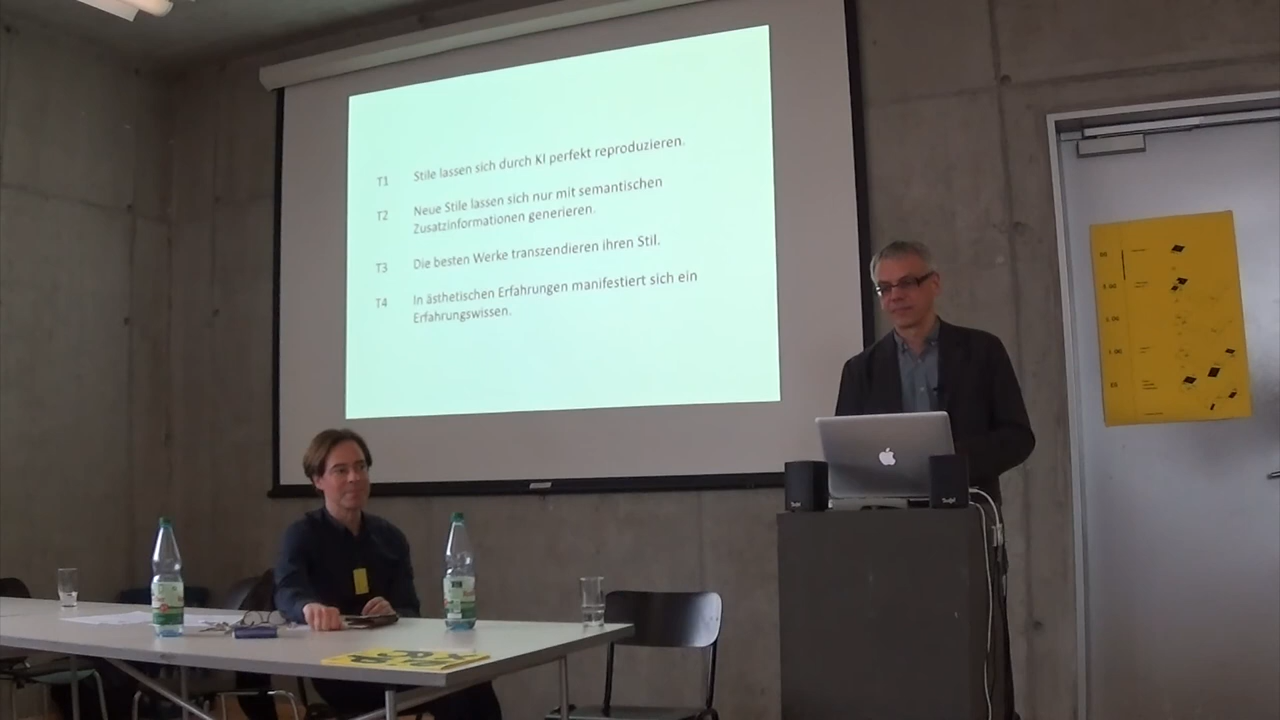 T1 Stile lassen sich durch KI perfekt reproduzieren.
T2 Neue Stile lassen sich nur mit semantischen
Zusatzinformationen generieren.
T3 Die besten Werke transzendieren ihren Stil.
T4 In ästhetischen Erfahrungen manifestiert sich ein
Erfahrungswissen.